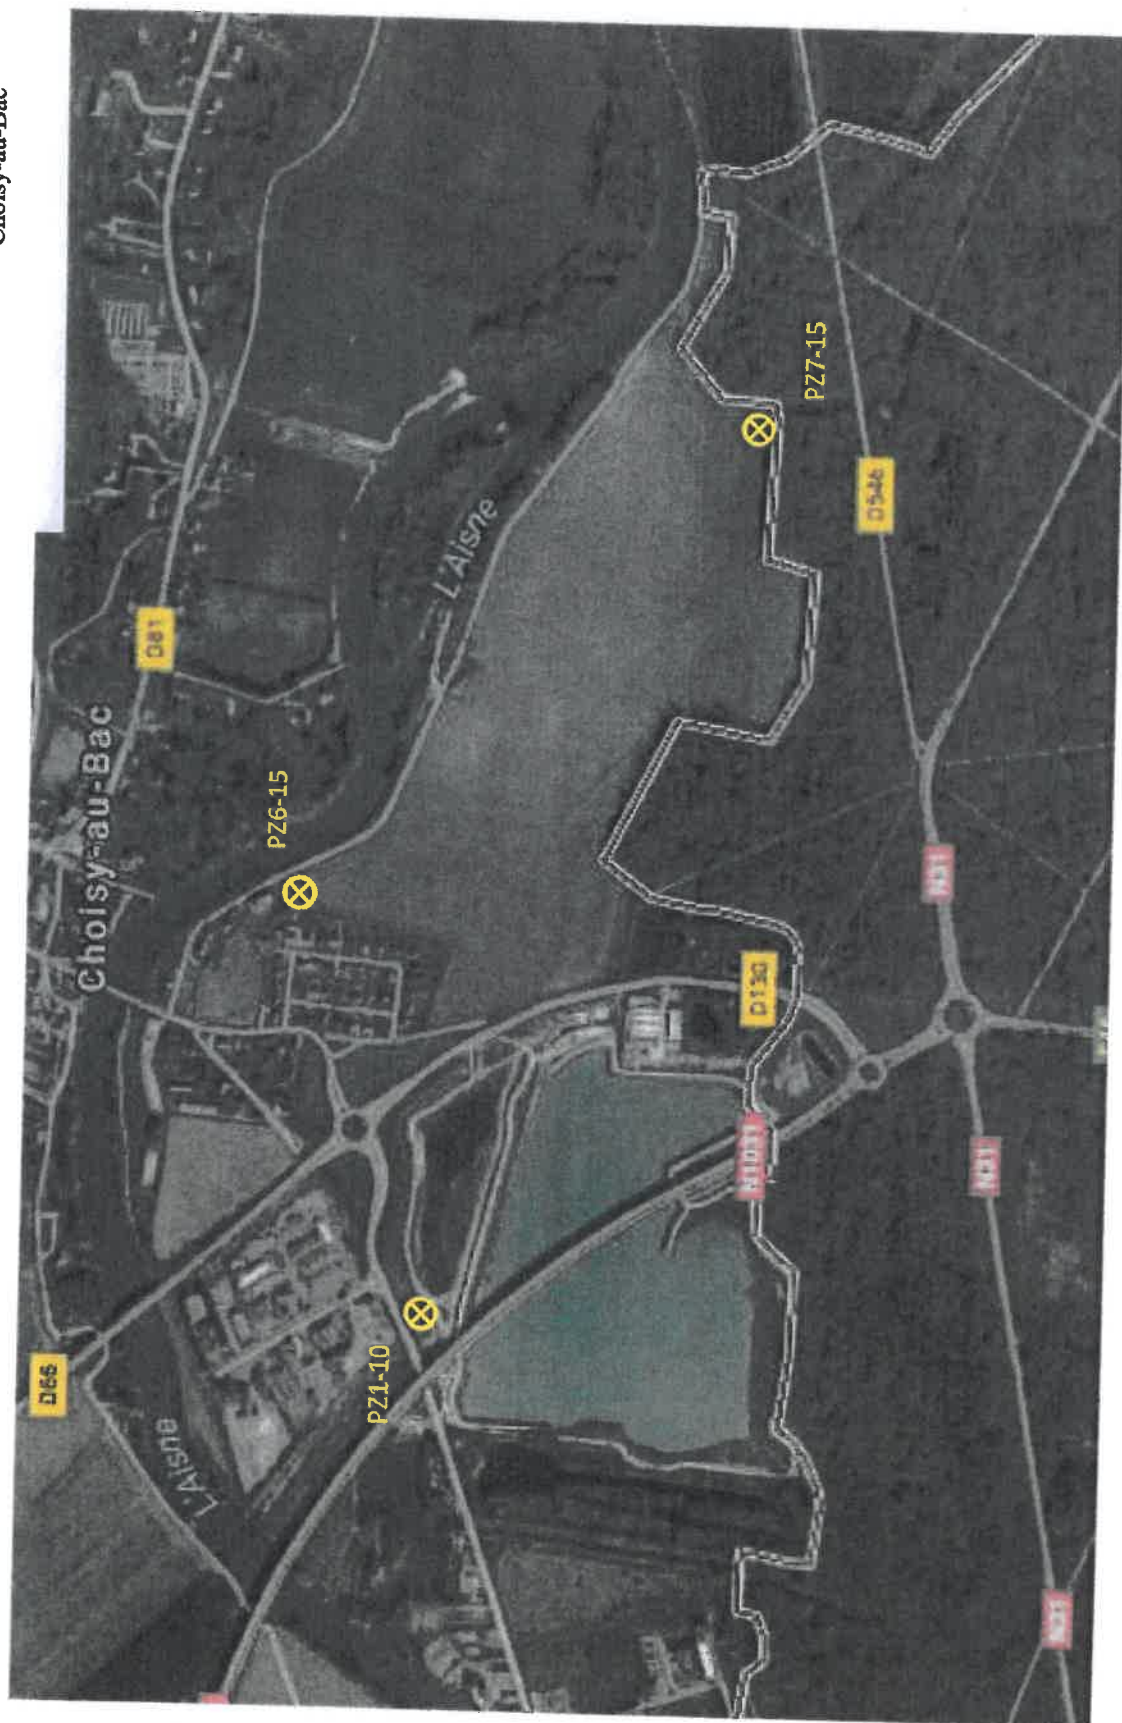 Choisy-au-Bac
D66
Choisy-au-Bac
D81
L'Aisne
PZ6-15
PZ1-10
L'Aisne
N1031
D130
PZ7-15
D546
N31
N31
N31